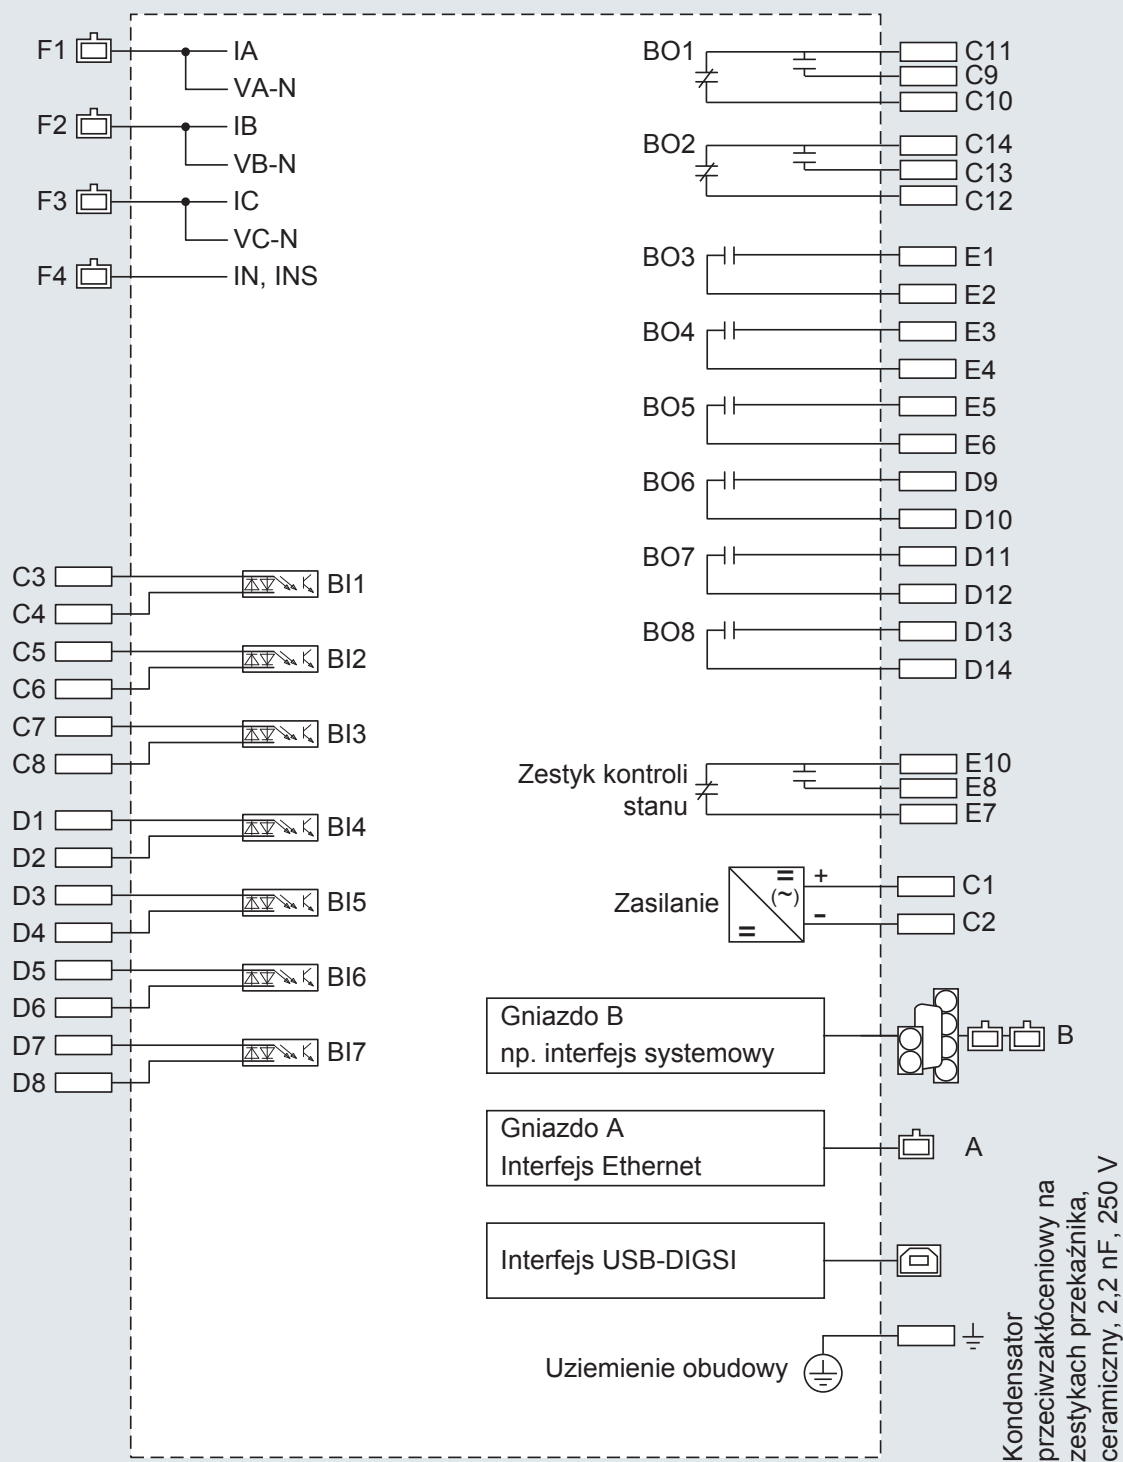 F1
IA
VA-N
F2
IB
VB-N
F3
IC
VC-N
F4
IN, INS
C3
C4
BI1
C5
C6
BI2
C7
C8
BI3
D1
D2
BI4
D3
D4
BI5
D5
D6
BI6
D7
D8
BI7
BO1
C11
C9
C10
BO2
C14
C13
C12
BO3
E1
E2
BO4
E3
E4
BO5
E5
E6
BO6
D9
D10
BO7
D11
D12
BO8
D13
D14
Zestyk kontroli
stanu
E10
E8
E7
Zasilanie
=
(~)
=
+
-
C1
C2
Gniazdo B
np. interfejs systemowy
B
Gniazdo A
Interfejs Ethernet
A
Interfejs USB-DIGSI
Uziemienie obudowy
Kondensator
przeciwzakłóceniowy na
zestykach przekaźnika,
ceramiczny, 2,2 nF, 250 V